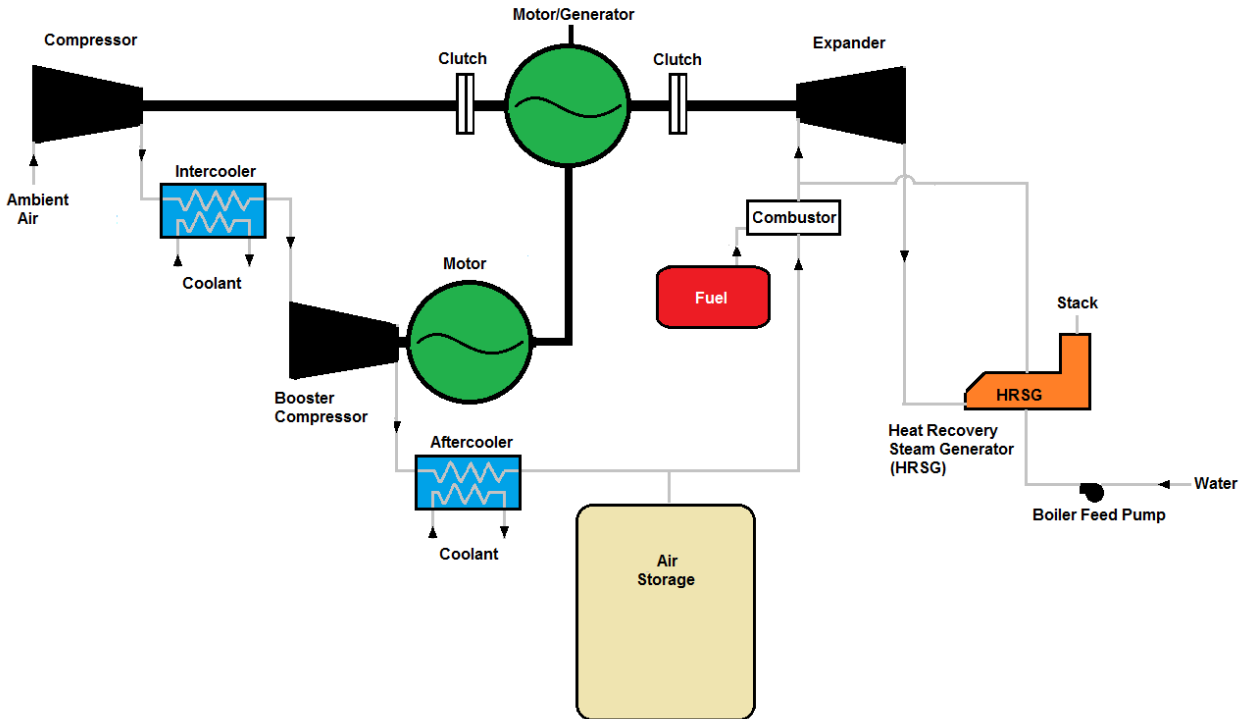 Motor/Generator
Compressor
Clutch
Clutch
Expander
Intercooler
Ambient
Air
Combustor
Coolant
Motor
Fuel
Stack
Booster
Compressor
HRSG
Aftercooler
Heat Recovery
Steam Generator
(HRSG)
Water
Boiler Feed Pump
Coolant
Air
Storage